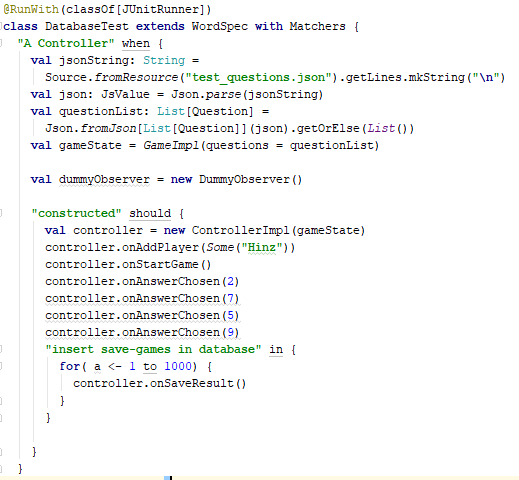 @RunWith(classOf[JUnitRunner])
class DatabaseTest extends WordSpec with Matchers {
  "A Controller" when {
    val jsonString: String =
      Source.fromResource("test_questions.json").getLines.mkString("\n")
    val json: JsValue = Json.parse(jsonString)
    val questionList: List[Question] =
      Json.fromJson[List[Question]](json).getOrElse(List())
    val gameState = GameImpl(questions = questionList)

    val dummyObserver = new DummyObserver()

    "constructed" should {
      val controller = new ControllerImpl(gameState)
      controller.onAddPlayer(Some("Hinz"))
      controller.onStartGame()
      controller.onAnswerChosen(2)
      controller.onAnswerChosen(7)
      controller.onAnswerChosen(5)
      controller.onAnswerChosen(9)
      "insert save-games in database" in {
        for( a <- 1 to 1000) {
          controller.onSaveResult()
        }
      }

    }
  }